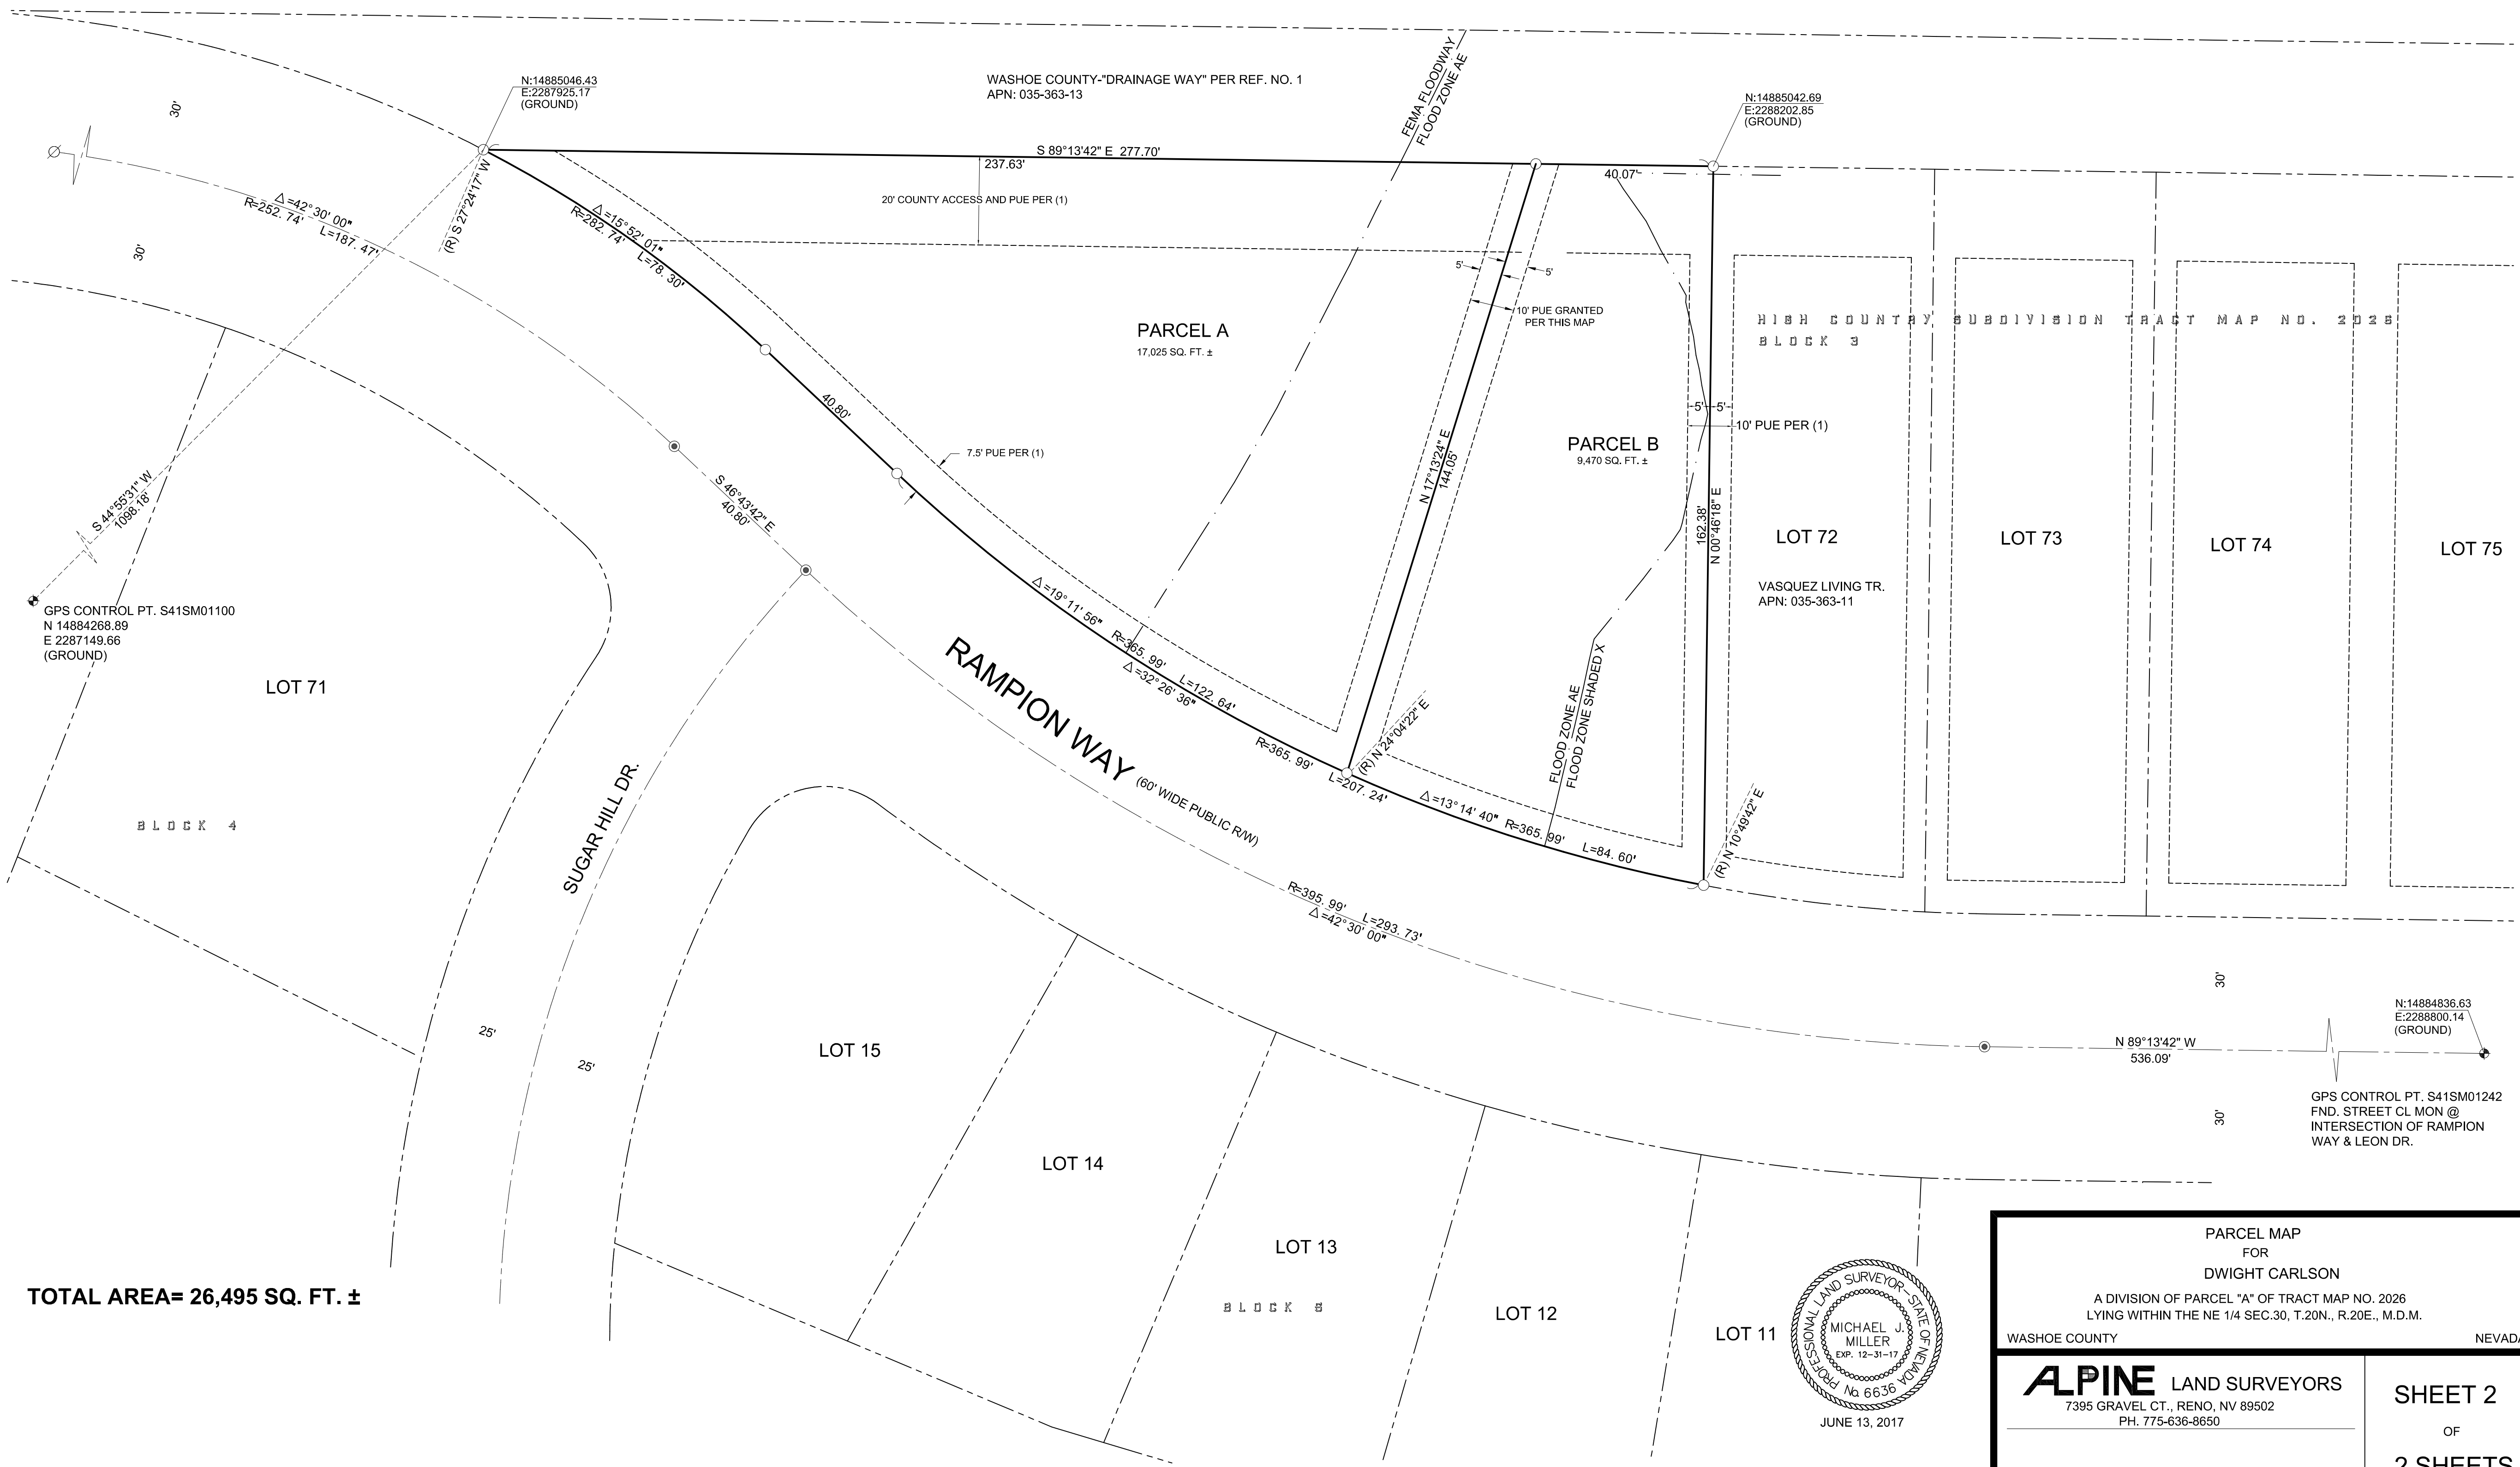 N:14885046.43
E:2287925.17
(GROUND)
WASHOE COUNTY-"DRAINAGE WAY" PER REF. NO. 1
APN: 035-363-13
FEMA FLOODWAY
FLOOD ZONE AE
N:14885042.69
E:2288202.85
(GROUND)
30'
30'
S 89°13'42" E 277.70'
237.63'
40.07'
20' COUNTY ACCESS AND PUE PER (1)
(R) S 27°24'17" W
△=42°30'00"
R=252.74'
L=187.47'
△=15°52'01"
R=282.74'
L=78.30'
5'
5'
10' PUE GRANTED
PER THIS MAP
PARCEL A
17,025 SQ. FT. ±
HIGH COUNTRY SUBDIVISION TRACT MAP NO. 2026
BLOCK 3
40.80'
5'
5'
10' PUE PER (1)
7.5' PUE PER (1)
PARCEL B
9,470 SQ. FT. ±
N 17°13'24" E
144.05'
S 44°55'31" W
1098.18'
S 46°43'42" E
40.80'
162.38'
N 00°46'18" E
LOT 72
LOT 73
LOT 74
LOT 75
VASQUEZ LIVING TR.
APN: 035-363-11
GPS CONTROL PT. S41SM01100
N 14884268.89
E 2287149.66
(GROUND)
LOT 71
△=19°11'56"
R=365.99'
L=122.64'
△=32°26'36"
R=365.99'
L=207.24'
RAMPION WAY (60' WIDE PUBLIC R/W)
(R) N 24°04'22" E
FLOOD ZONE AE
FLOOD ZONE SHADED X
△=13°14'40" R=365.99'
L=84.60'
(R) N 10°49'42" E
BLOCK 4
SUGAR HILL DR.
R=395.99' L=293.73'
△=42°30'00"
25'
25'
30'
30'
N:14884836.63
E:2288800.14
(GROUND)
N 89°13'42" W
536.09'
GPS CONTROL PT. S41SM01242
FND. STREET CL MON @
INTERSECTION OF RAMPION
WAY & LEON DR.
LOT 15
LOT 14
LOT 13
LOT 12
LOT 11
BLOCK 5
TOTAL AREA= 26,495 SQ. FT. ±
PROFESSIONAL LAND SURVEYOR-STATE OF NEVADA
MICHAEL J.
MILLER
EXP. 12-31-17
No. 6636
JUNE 13, 2017
PARCEL MAP
FOR
DWIGHT CARLSON
A DIVISION OF PARCEL "A" OF TRACT MAP NO. 2026
LYING WITHIN THE NE 1/4 SEC.30, T.20N., R.20E., M.D.M.
WASHOE COUNTY
NEVADA
ALPINE LAND SURVEYORS
7395 GRAVEL CT., RENO, NV 89502
PH. 775-636-8650
SHEET 2
OF
2 SHEETS